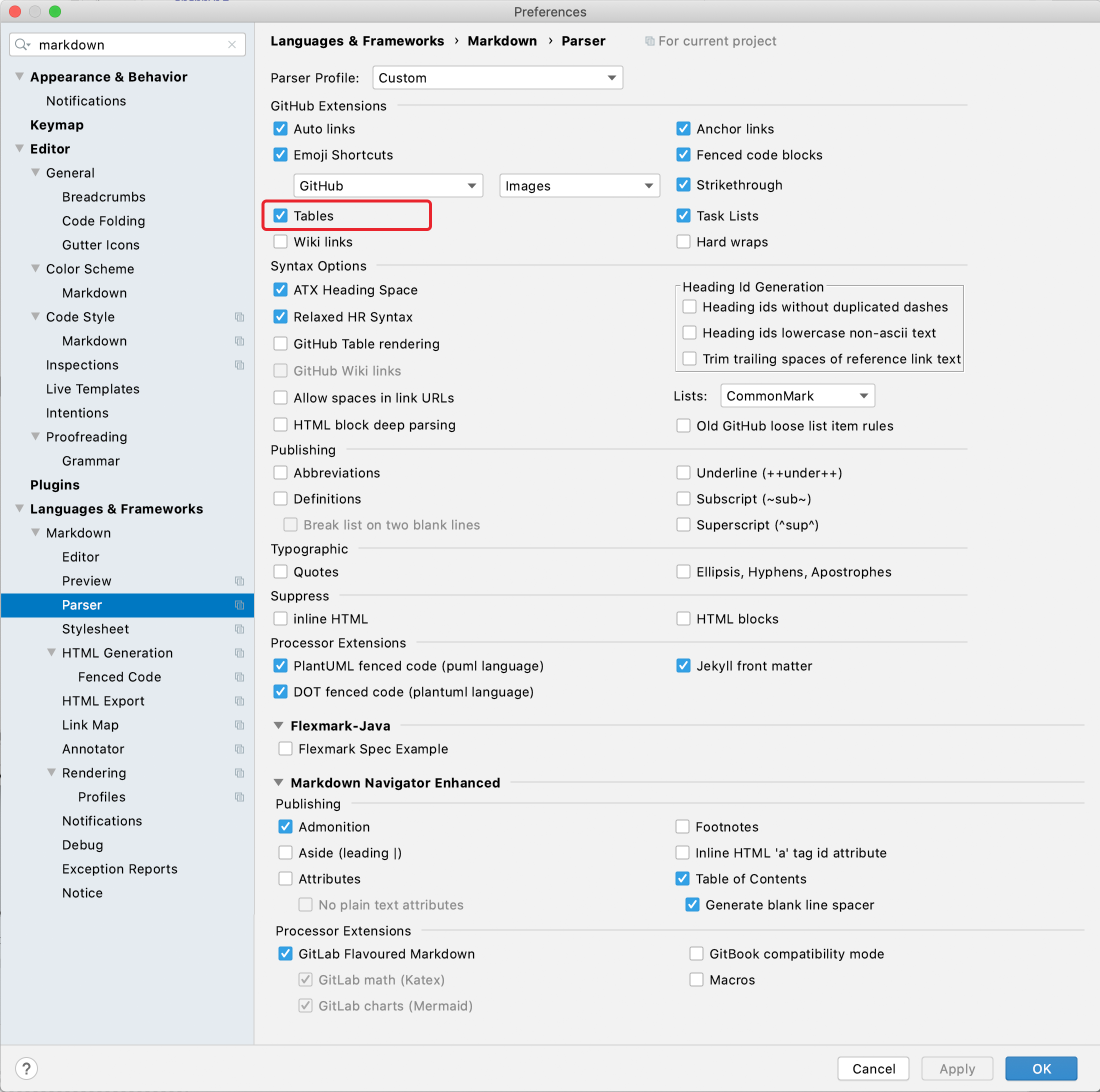 Preferences
markdown
Appearance & Behavior
Notifications
Keymap
Editor
General
Breadcrumbs
Code Folding
Gutter Icons
Color Scheme
Markdown
Code Style
Markdown
Inspections
Live Templates
Intentions
Proofreading
Grammar
Plugins
Languages & Frameworks
Markdown
Editor
Preview
Parser
Stylesheet
HTML Generation
Fenced Code
HTML Export
Link Map
Annotator
Rendering
Profiles
Notifications
Debug
Exception Reports
Notice
Languages & Frameworks › Markdown › Parser For current project
Parser Profile: Custom
GitHub Extensions
Auto links Anchor links
Emoji Shortcuts Fenced code blocks
GitHub Images Strikethrough
Tables Task Lists
Wiki links Hard wraps
Syntax Options
ATX Heading Space
Relaxed HR Syntax
GitHub Table rendering
GitHub Wiki links
Allow spaces in link URLs
HTML block deep parsing
Heading Id Generation
Heading ids without duplicated dashes
Heading ids lowercase non-ascii text
Trim trailing spaces of reference link text
Lists: CommonMark
Old GitHub loose list item rules
Publishing
Abbreviations Underline (++under++)
Definitions Subscript (~sub~)
Break list on two blank lines Superscript (^sup^)
Typographic
Quotes Ellipsis, Hyphens, Apostrophes
Suppress
inline HTML HTML blocks
Processor Extensions
PlantUML fenced code (puml language) Jekyll front matter
DOT fenced code (plantuml language)
Flexmark-Java
Flexmark Spec Example
Markdown Navigator Enhanced
Publishing
Admonition Footnotes
Aside (leading |) Inline HTML 'a' tag id attribute
Attributes Table of Contents
No plain text attributes Generate blank line spacer
Processor Extensions
GitLab Flavoured Markdown GitBook compatibility mode
GitLab math (Katex) Macros
GitLab charts (Mermaid)
? Cancel Apply OK